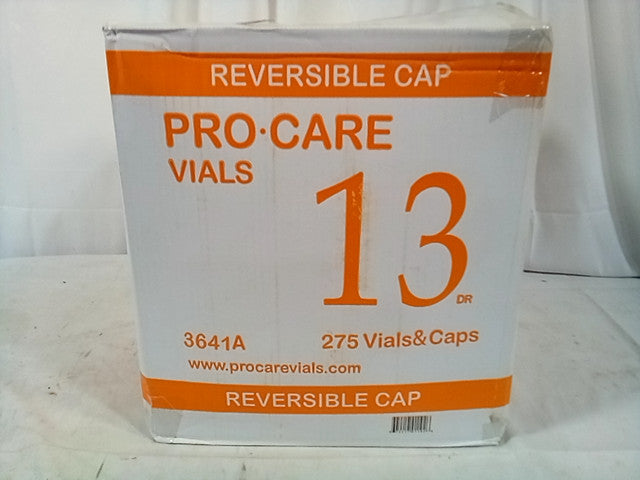 REVERSIBLE CAP
PRO·CARE
VIALS
13 DR
3641A 275 Vials&Caps
www.procarevials.com
REVERSIBLE CAP